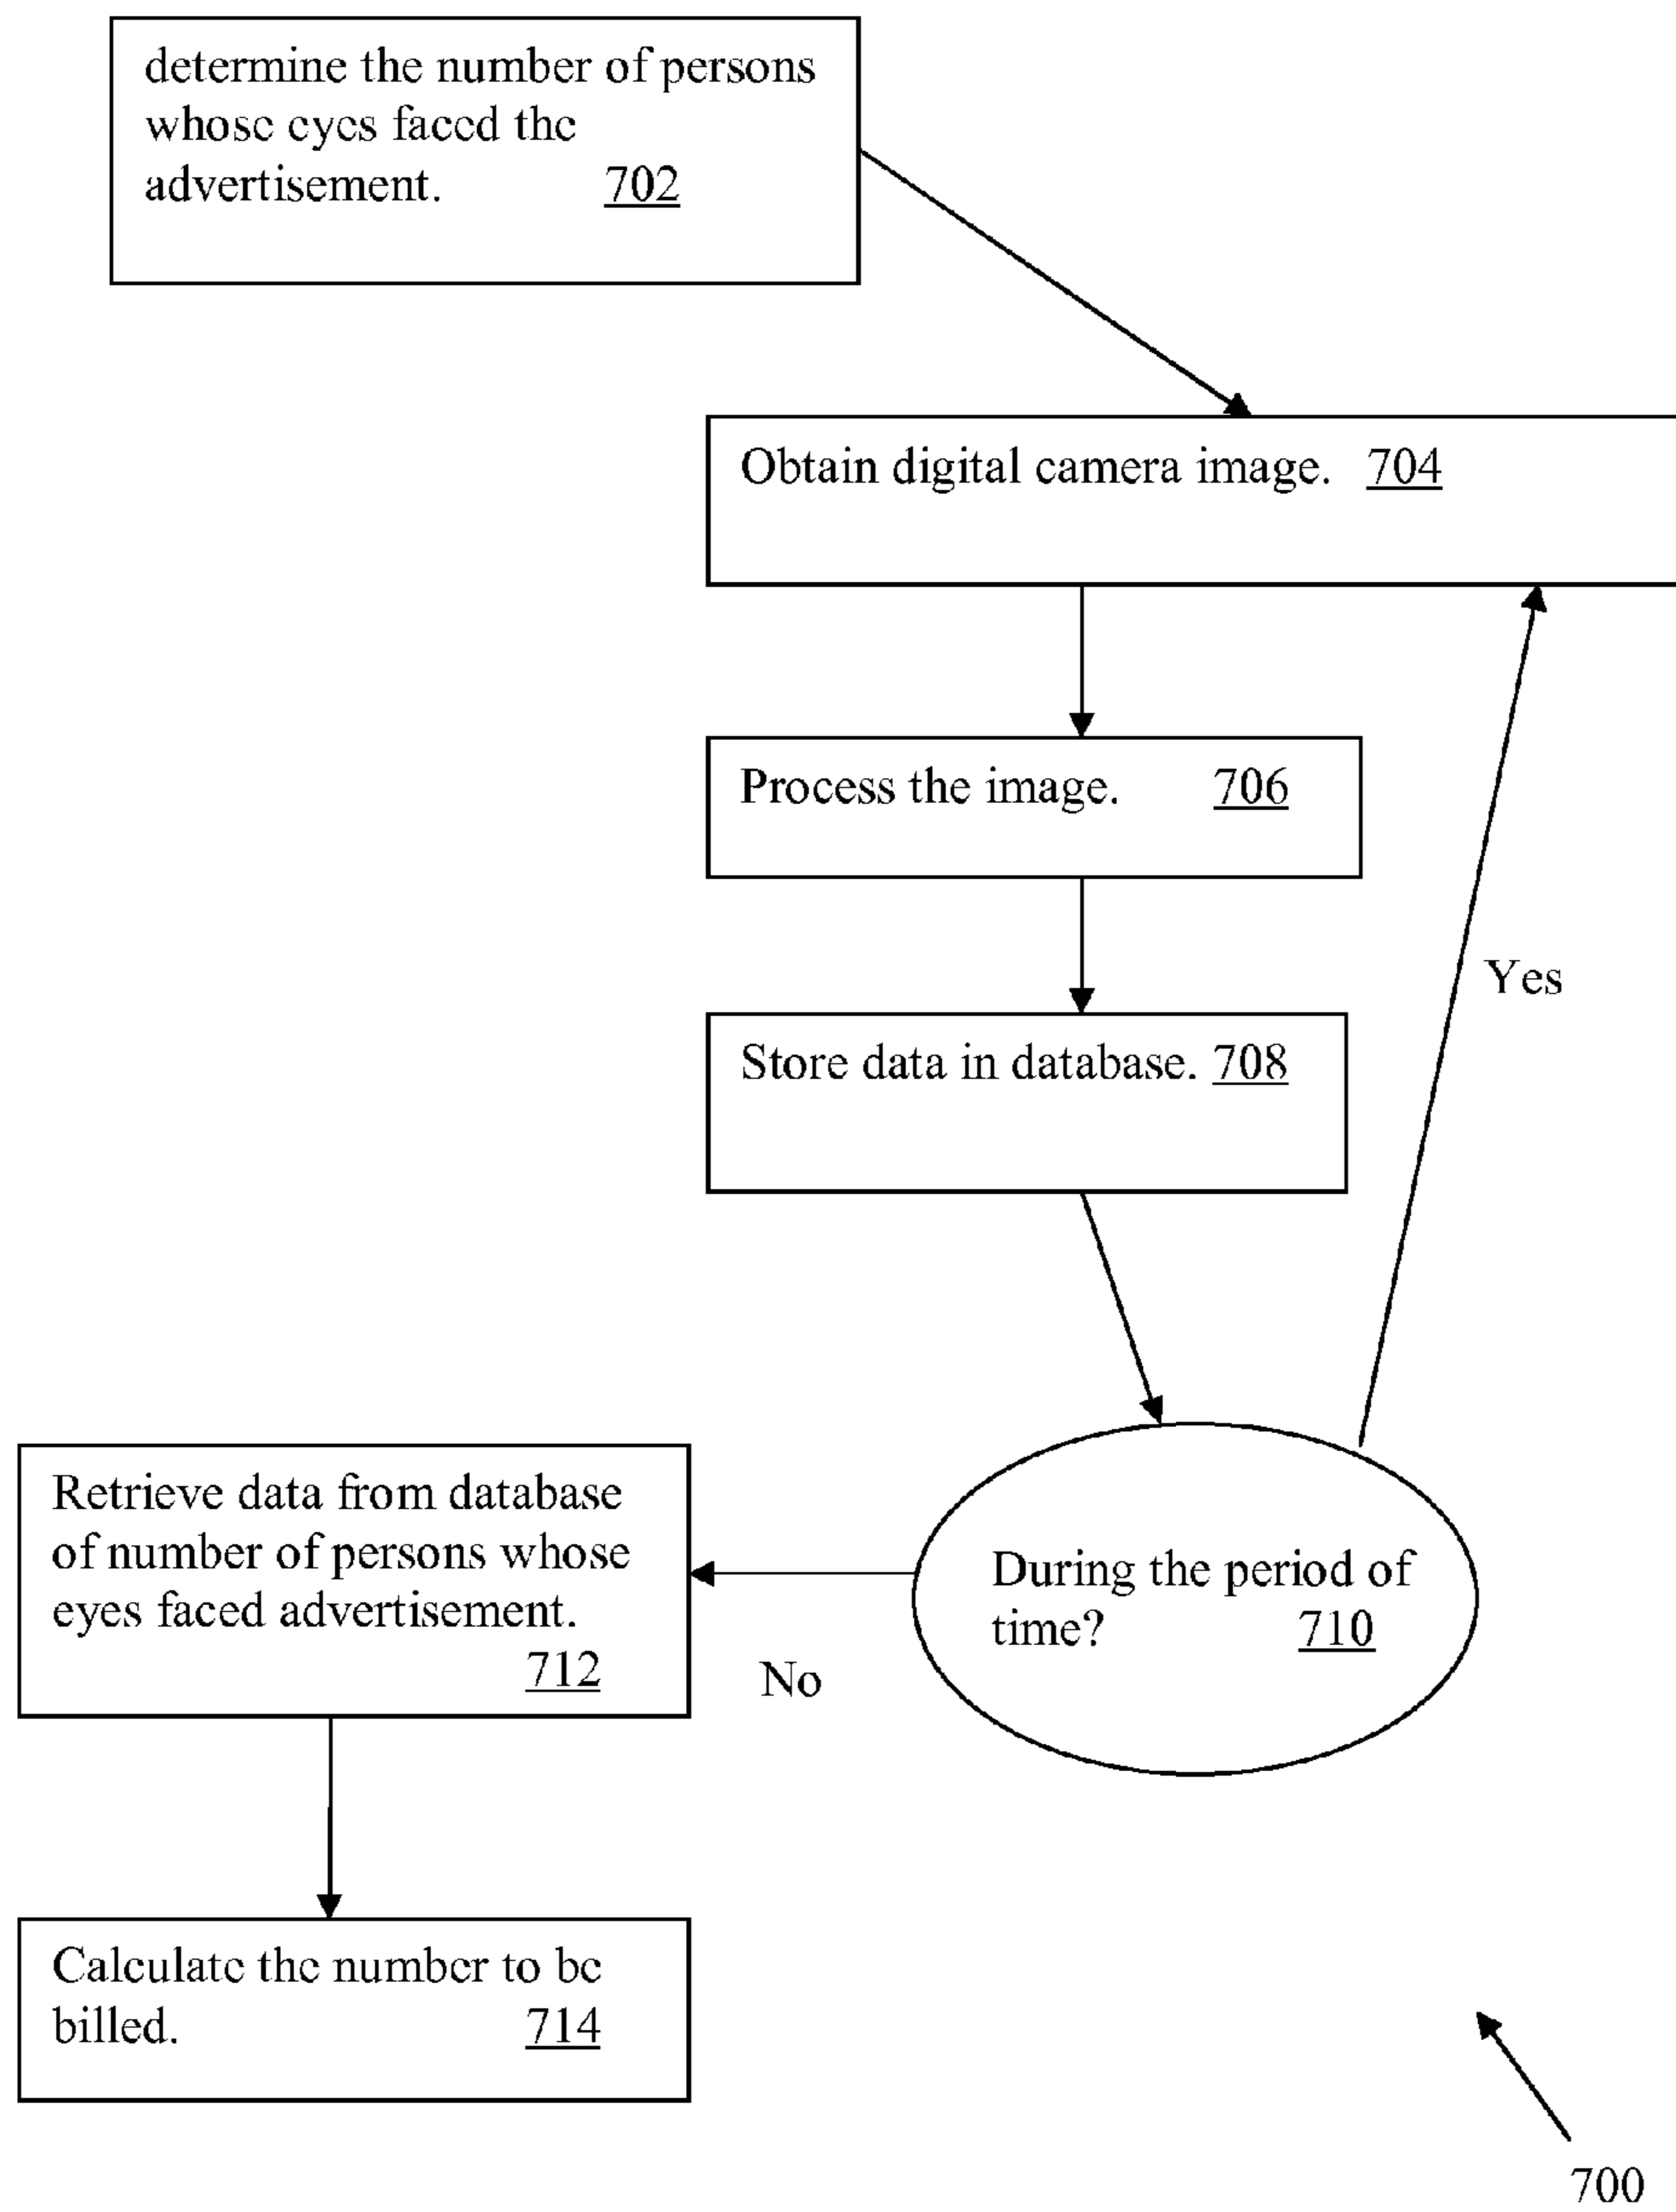 determine the number of persons
whose eyes faced the
advertisement. 702
Obtain digital camera image. 704
Process the image. 706
Yes
Store data in database. 708
Retrieve data from database
of number of persons whose
eyes faced advertisement.
712
During the period of
time? 710
No
Calculate the number to be
billed. 714
700